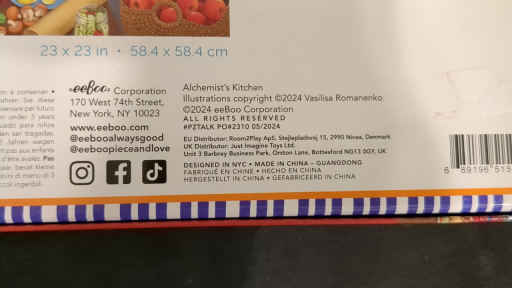 23 x 23 in • 58.4 x 58.4 cm
eeBoo Corporation
170 West 74th Street,
New York, NY 10023
www.eeboo.com
@eebooalwaysgood
@eeboopieceandlove
Alchemist's Kitchen
Illustrations copyright ©2024 Vasilisa Romanenko
©2024 eeBoo Corporation
ALL RIGHTS RESERVED
#PZTALK PO#2310 05/2024
EU Distributor: Room2Play ApS, Stejlepladsvej 13, 2990 Nivaa, Denmark
UK Distributor: Just Imagine Toys Ltd.
Unit 3 Barbrey Business Park, Orston Lane, Bottesford NG13 0GY, UK
DESIGNED IN NYC • MADE IN CHINA – GUANGDONG
FABRIQUÉ EN CHINE • HECHO EN CHINA
HERGESTELLT IN CHINA • GEFABRICEERD IN CHINA
6 89196 515